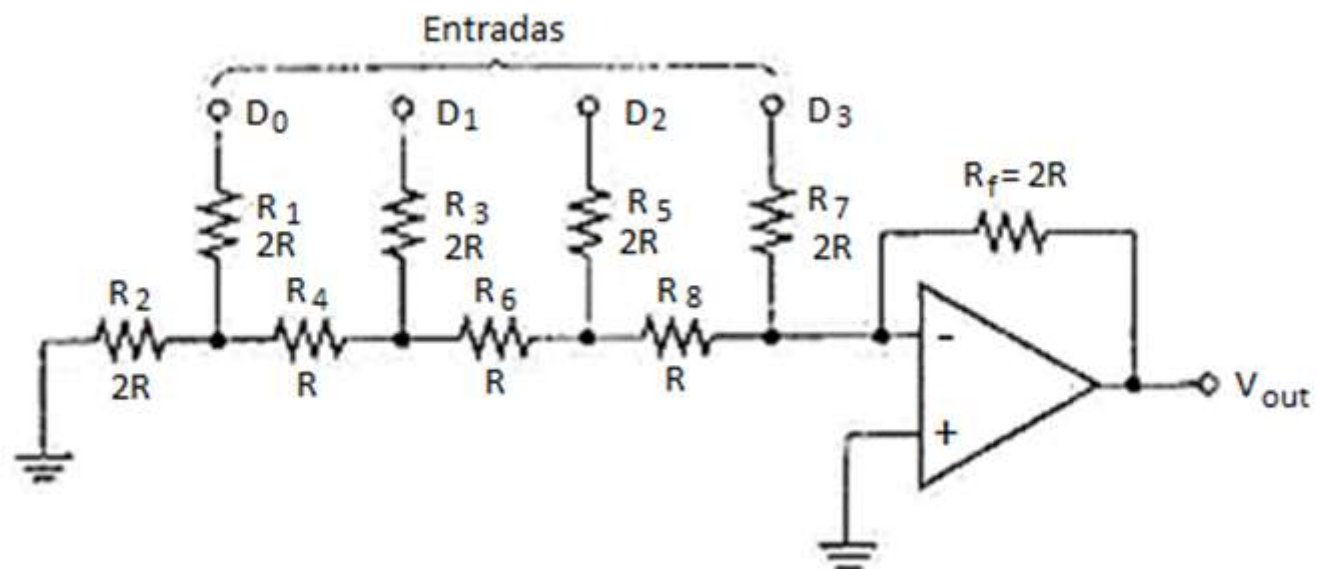 Entradas
D0 D1 D2 D3
Rf = 2R
R1 R3 R5 R7
2R 2R 2R 2R
R2 R4 R6 R8
2R R R R
-
+
Vout